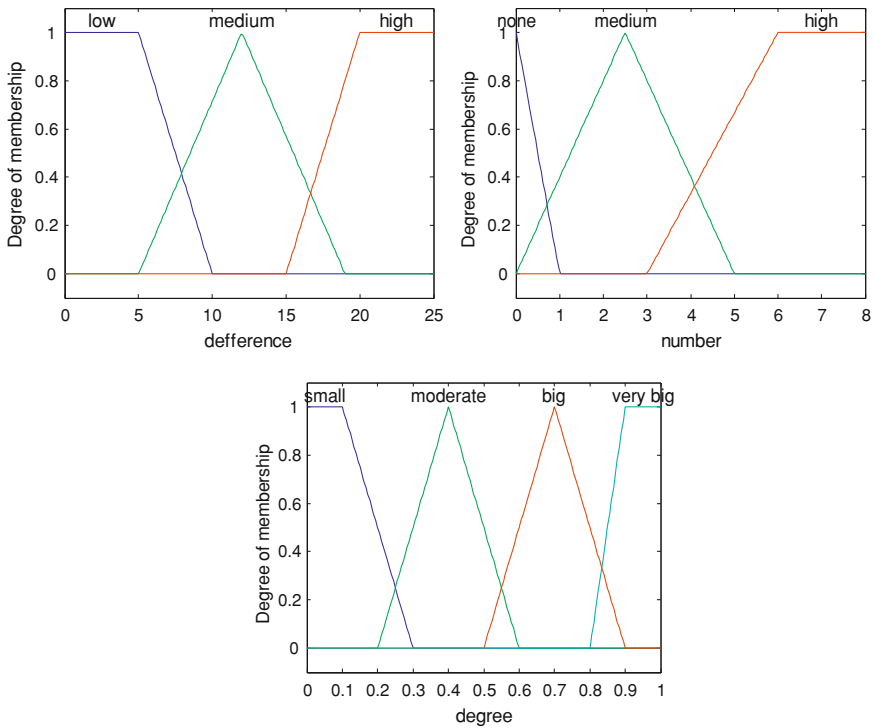 low medium high
1
0.8
0.6
0.4
0.2
0
Degree of membership
0 5 10 15 20 25
defference
none medium high
1
0.8
0.6
0.4
0.2
0
Degree of membership
0 1 2 3 4 5 6 7 8
number
small moderate big very big
1
0.8
0.6
0.4
0.2
0
Degree of membership
0 0.1 0.2 0.3 0.4 0.5 0.6 0.7 0.8 0.9 1
degree